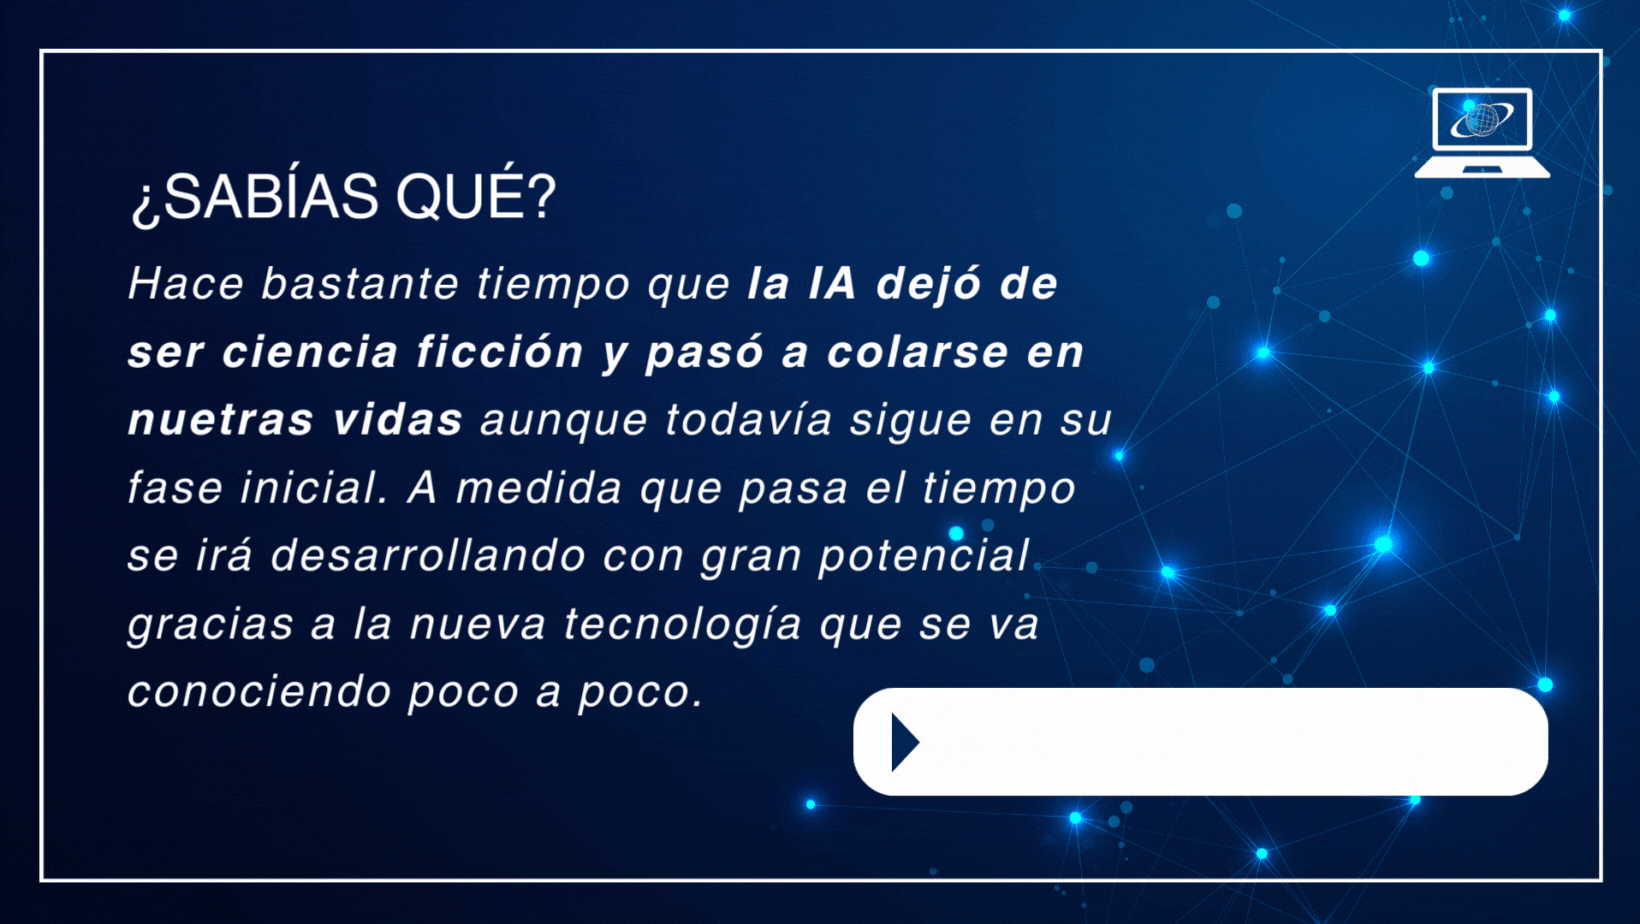 ¿SABÍAS QUÉ?
Hace bastante tiempo que la IA dejó de
ser ciencia ficción y pasó a colarse en
nuetras vidas aunque todavía sigue en su
fase inicial. A medida que pasa el tiempo
se irá desarrollando con gran potencial
gracias a la nueva tecnología que se va
conociendo poco a poco.